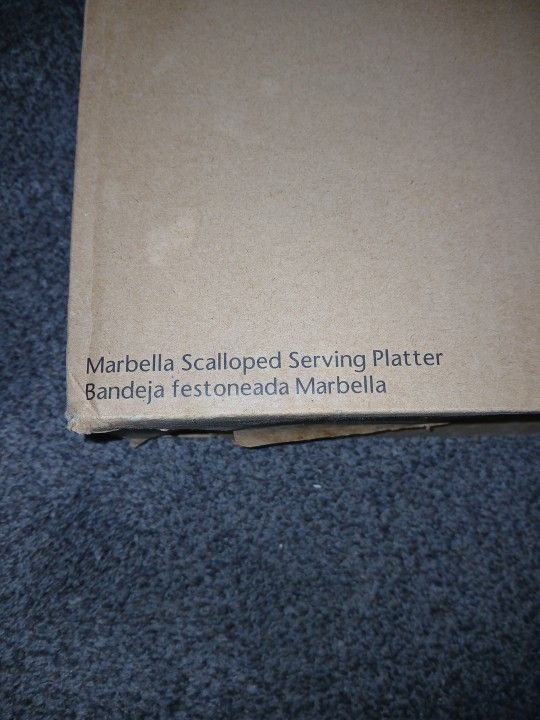 Marbella Scalloped Serving Platter
Bandeja festoneada Marbella